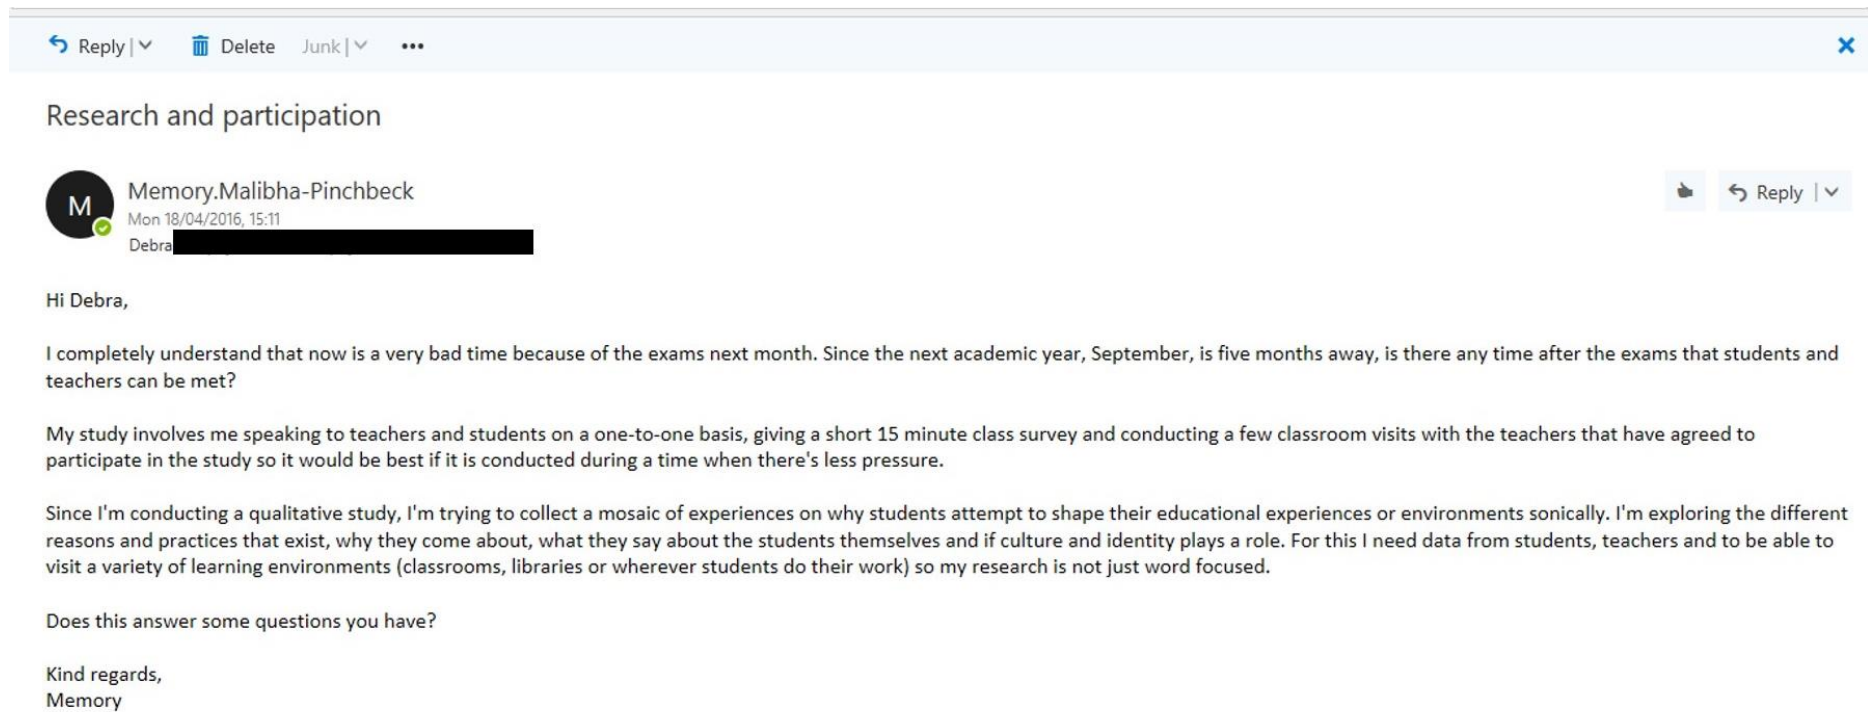 Reply | Delete Junk | •••
Research and participation
M
Memory.Malibha-Pinchbeck
Reply |
Mon 18/04/2016, 15:11
Debra
Hi Debra,
I completely understand that now is a very bad time because of the exams next month. Since the next academic year, September, is five months away, is there any time after the exams that students and
teachers can be met?
My study involves me speaking to teachers and students on a one-to-one basis, giving a short 15 minute class survey and conducting a few classroom visits with the teachers that have agreed to
participate in the study so it would be best if it is conducted during a time when there's less pressure.
Since I'm conducting a qualitative study, I'm trying to collect a mosaic of experiences on why students attempt to shape their educational experiences or environments sonically. I'm exploring the different
reasons and practices that exist, why they come about, what they say about the students themselves and if culture and identity plays a role. For this I need data from students, teachers and to be able to
visit a variety of learning environments (classrooms, libraries or wherever students do their work) so my research is not just word focused.
Does this answer some questions you have?
Kind regards,
Memory